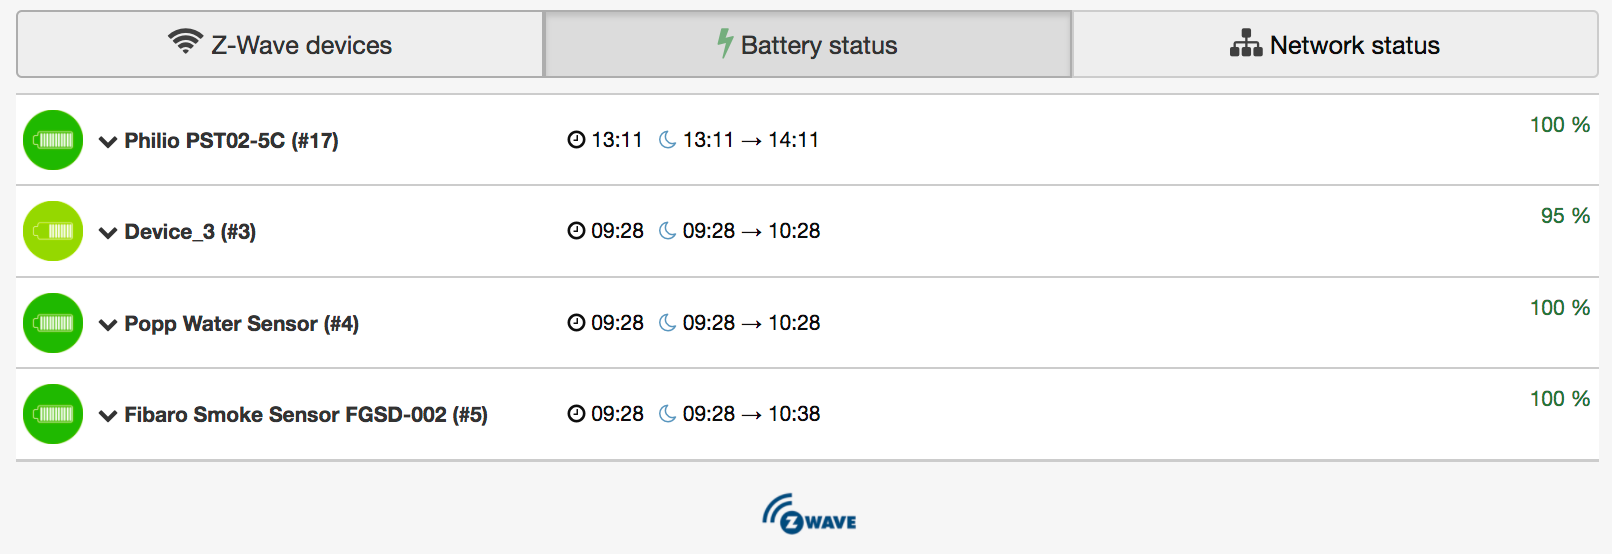 Z-Wave devices Battery status Network status
Philio PST02-5C (#17) 13:11 13:11 → 14:11 100 %
Device_3 (#3) 09:28 09:28 → 10:28 95 %
Popp Water Sensor (#4) 09:28 09:28 → 10:28 100 %
Fibaro Smoke Sensor FGSD-002 (#5) 09:28 09:28 → 10:38 100 %
Z WAVE